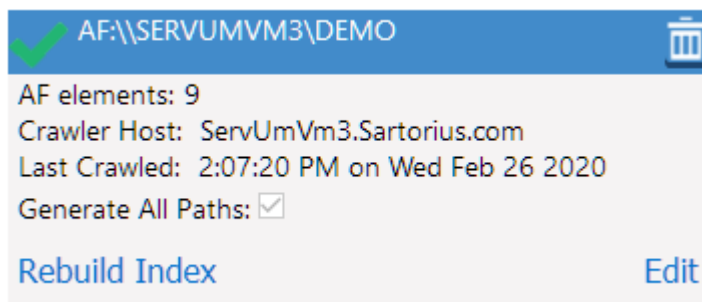 AF:\\SERVUMVM3\DEMO
AF elements: 9
Crawler Host: ServUmVm3.Sartorius.com
Last Crawled: 2:07:20 PM on Wed Feb 26 2020
Generate All Paths:
Rebuild Index Edit